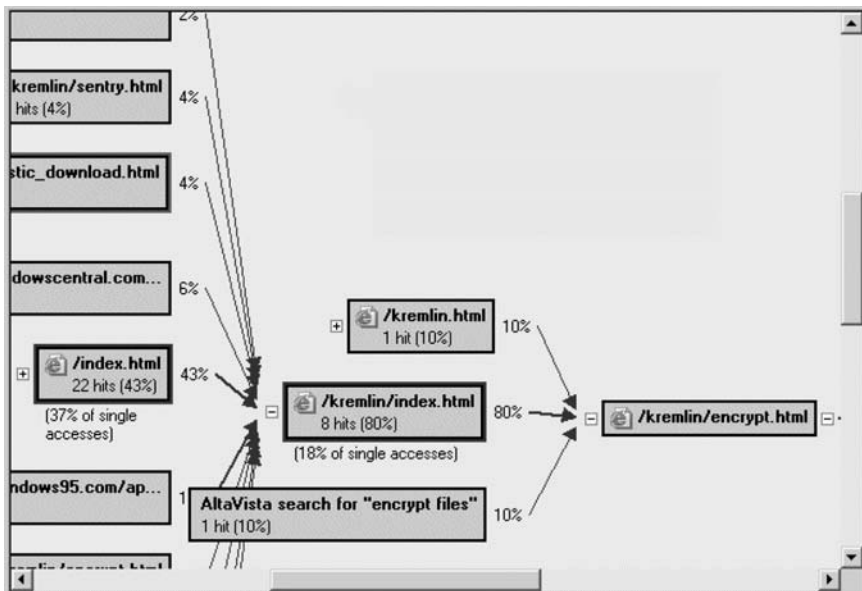 2%
kremlin/sentry.html
hits (4%)
4%
stic_download.html
4%
dowscentral.com...
6%
/kremlin.html
1 hit (10%)
10%
/index.html
22 hits (43%)
43%
(37% of single
accesses)
/kremlin/index.html
8 hits (80%)
80%
(18% of single accesses)
/kremlin/encrypt.html
ndows95.com/ap...
1
AltaVista search for "encrypt files"
1 hit (10%)
10%